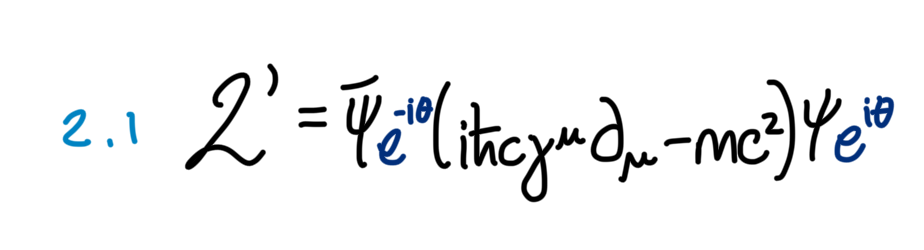 2.1 ℒ' = ψ̄e^{-iθ}(iħcγ^μ∂_μ - mc²)ψe^{iθ}